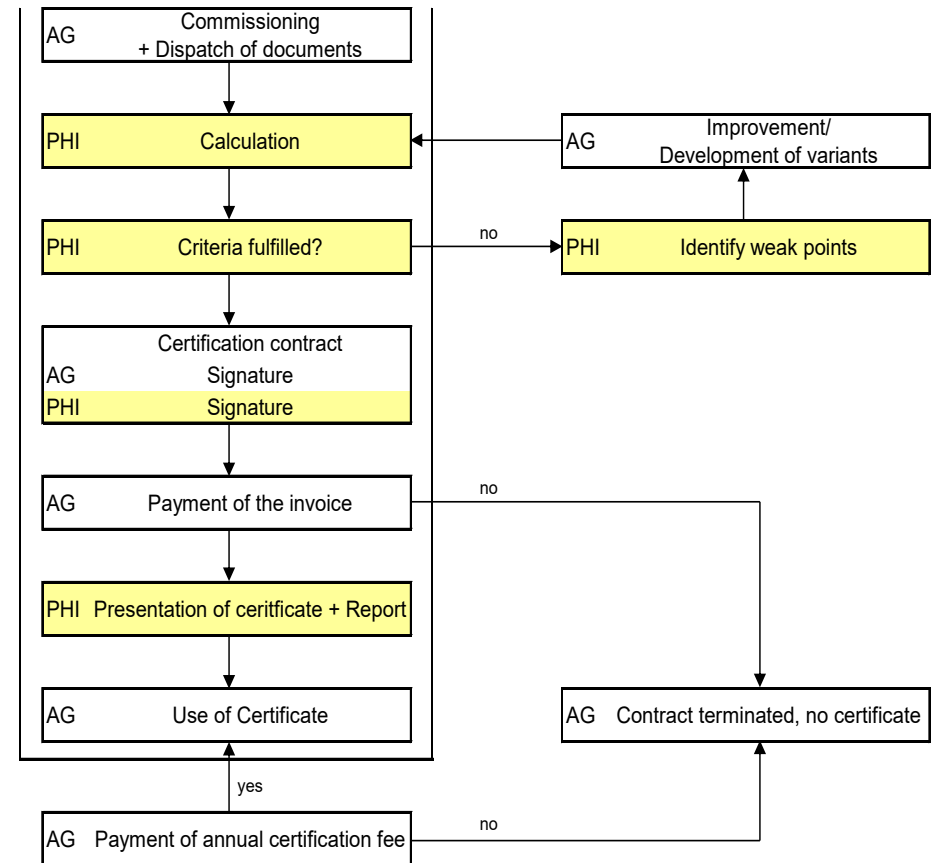 AG Commissioning
+ Dispatch of documents
PHI Calculation
AG Improvement/
Development of variants
PHI Criteria fulfilled?
no
PHI Identify weak points
Certification contract
AG Signature
PHI Signature
AG Payment of the invoice
no
PHI Presentation of ceritficate + Report
AG Use of Certificate
AG Contract terminated, no certificate
yes
AG Payment of annual certification fee
no